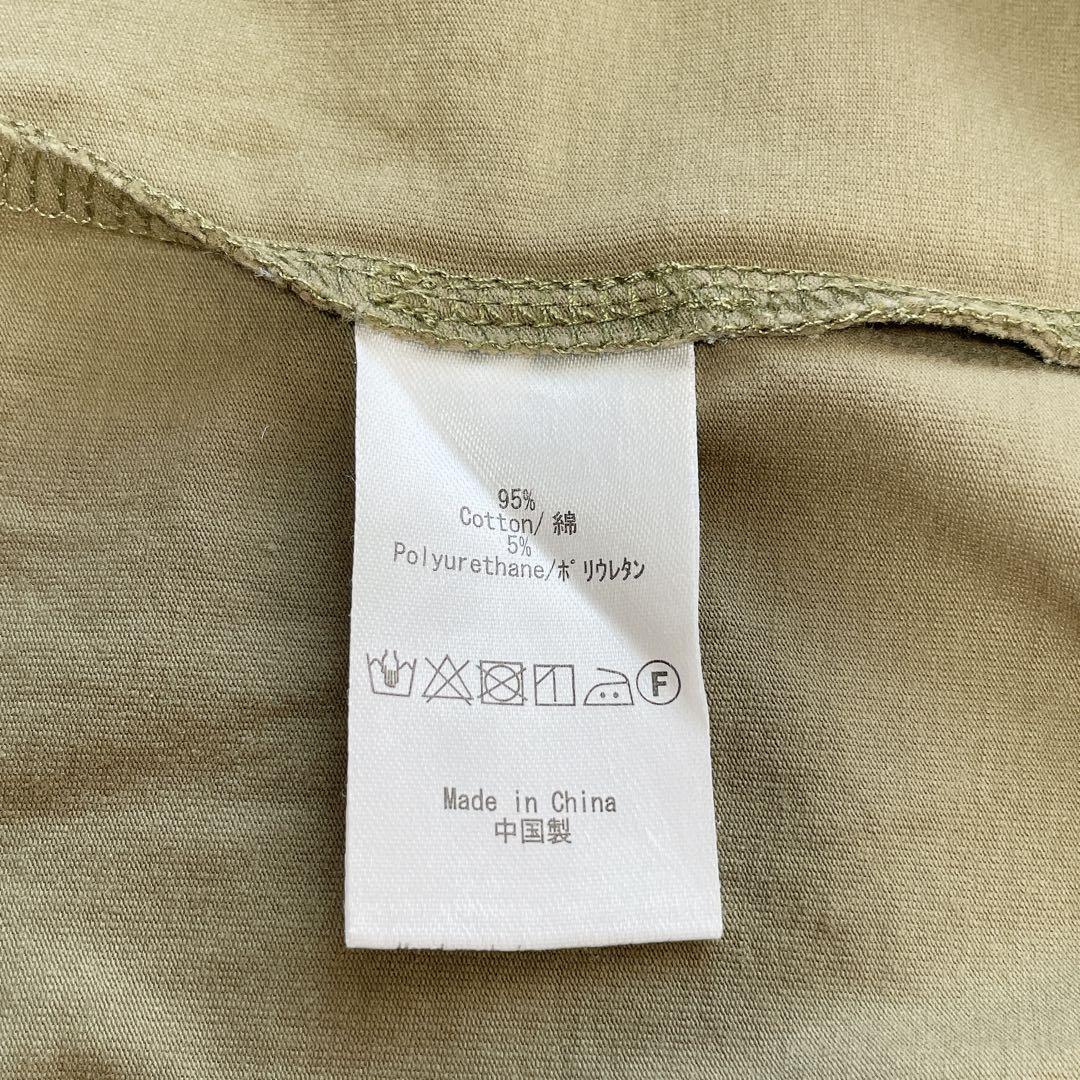 95%
Cotton/綿
5%
Polyurethane/ポリウレタン
F
Made in China
中国製